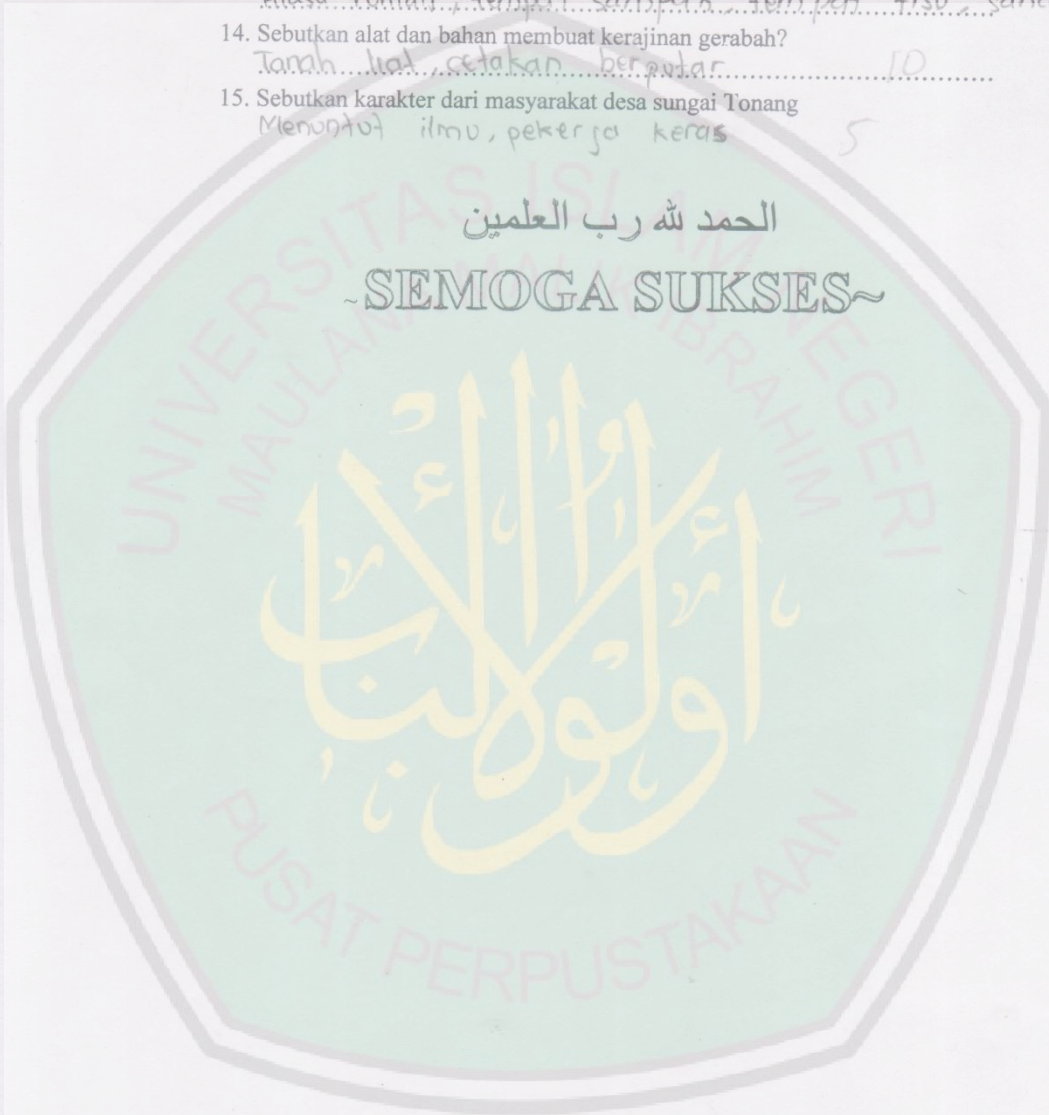 14. Sebutkan alat dan bahan membuat kerajinan gerabah?
Tanah liat, cetakan berputar 10
15. Sebutkan karakter dari masyarakat desa sungai Tonang
Menuntut ilmu, pekerja keras 5
الحمد لله رب العلمين
~SEMOGA SUKSES~
UNIVERSITAS ISLAM NEGERI
MAULANA MALIK IBRAHIM
أولو الألباب
PUSAT PERPUSTAKAAN